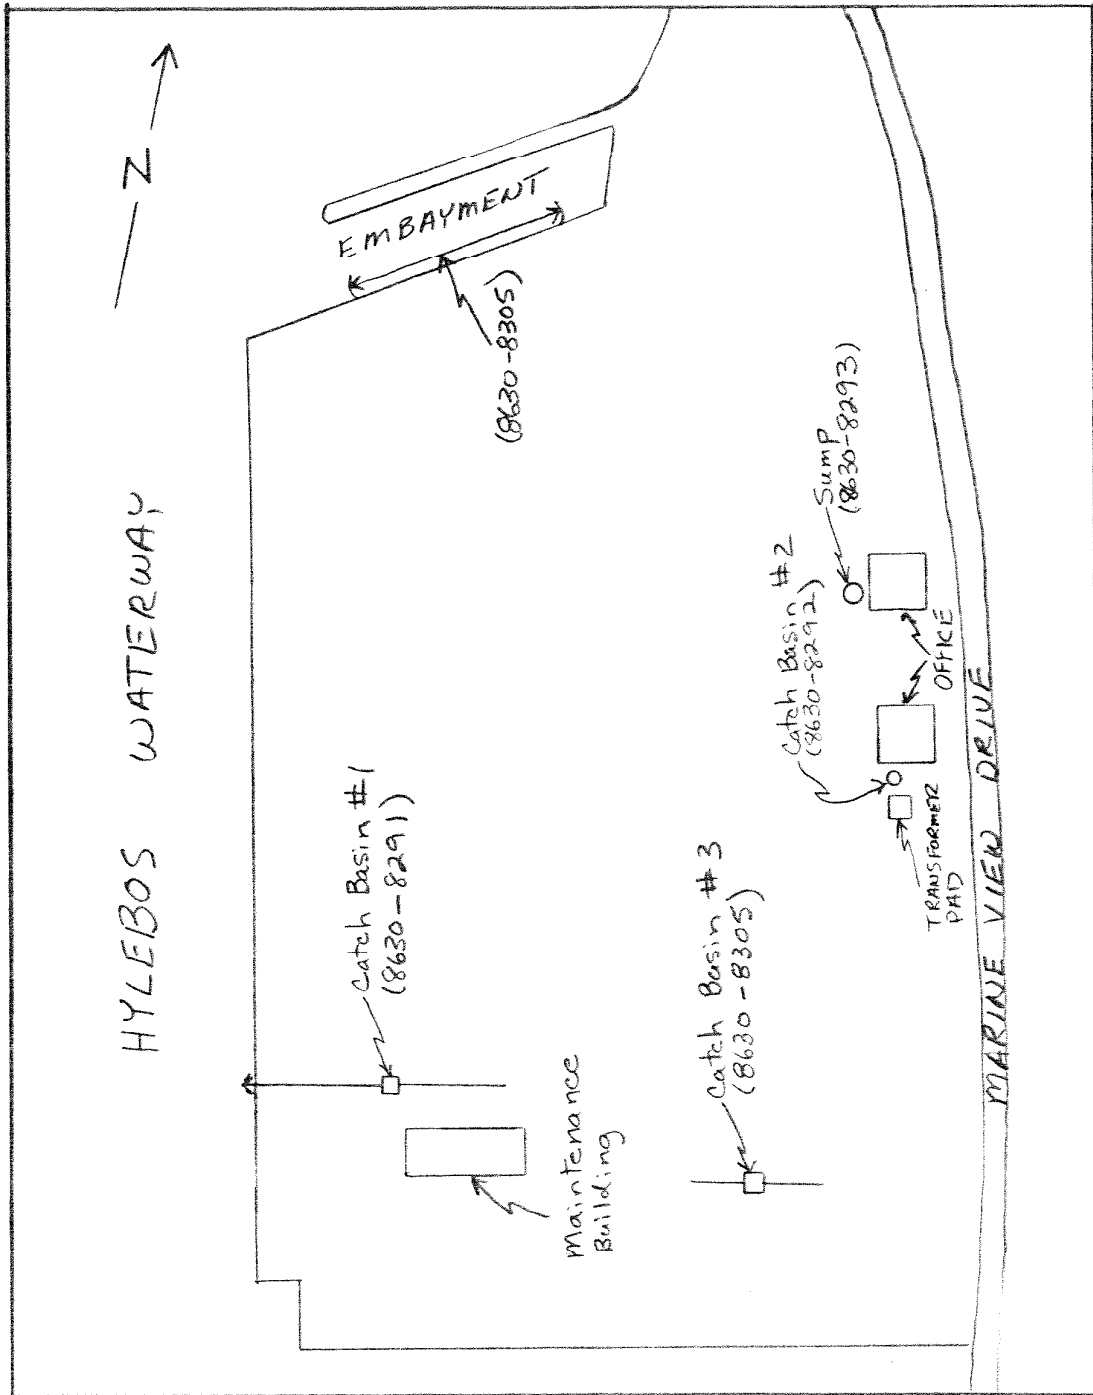 N
HYLEBOS WATERWAY
EMBAYMENT
(8630-8305)
Catch Basin #1
(8630-8291)
Maintenance
Building
Catch Basin #3
(8630-8305)
Catch Basin #2
(8630-8292)
Sump
(8630-8293)
OFFICE
TRANSFORMER
PAD
MARINE VIEW DRIVE